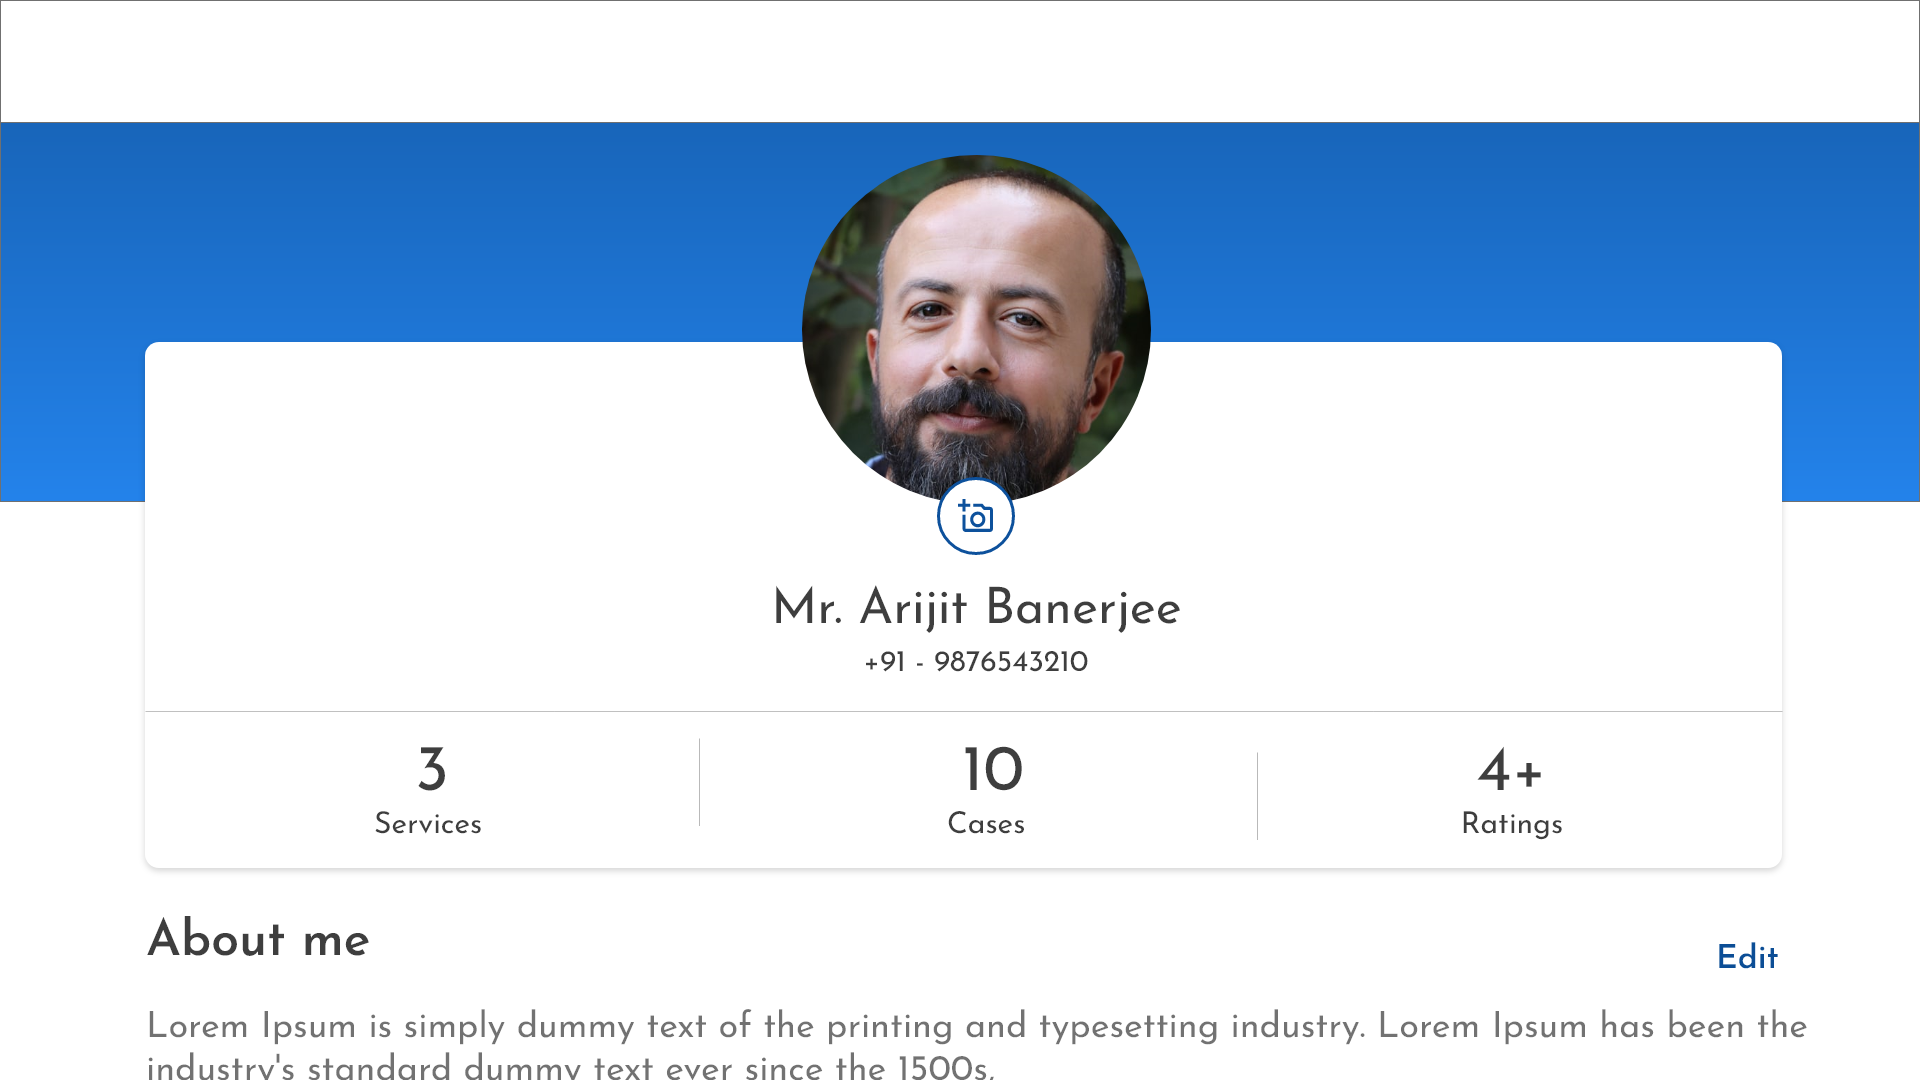 Mr. Arijit Banerjee
+91 - 9876543210
3
Services
10
Cases
4+
Ratings
About me
Edit
Lorem Ipsum is simply dummy text of the printing and typesetting industry. Lorem Ipsum has been the
industry's standard dummy text ever since the 1500s,